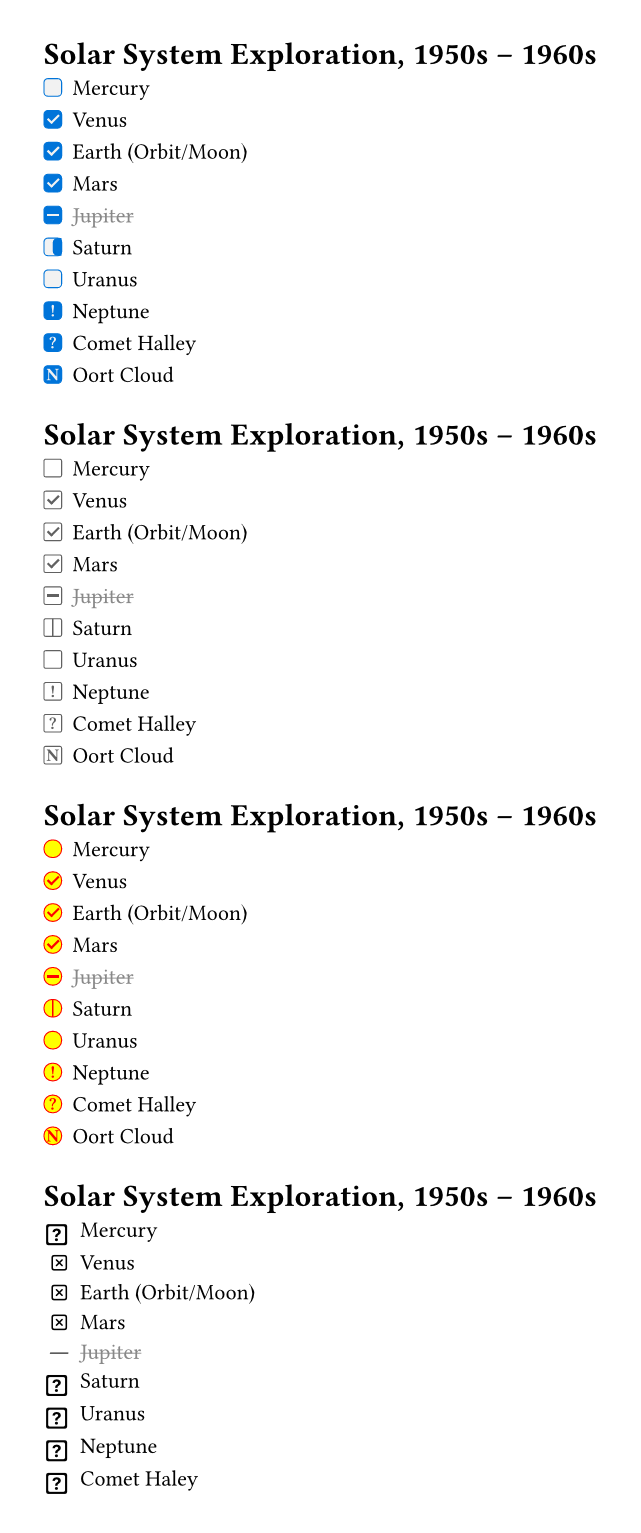 Solar System Exploration, 1950s – 1960s
Mercury
Venus
Earth (Orbit/Moon)
Mars
Jupiter
Saturn
Uranus
! Neptune
? Comet Halley
N Oort Cloud
Solar System Exploration, 1950s – 1960s
Mercury
Venus
Earth (Orbit/Moon)
Mars
Jupiter
Saturn
Uranus
! Neptune
? Comet Halley
N Oort Cloud
Solar System Exploration, 1950s – 1960s
Mercury
Venus
Earth (Orbit/Moon)
Mars
Jupiter
Saturn
Uranus
! Neptune
? Comet Halley
N Oort Cloud
Solar System Exploration, 1950s – 1960s
? Mercury
Venus
Earth (Orbit/Moon)
Mars
— Jupiter
? Saturn
? Uranus
? Neptune
? Comet Haley